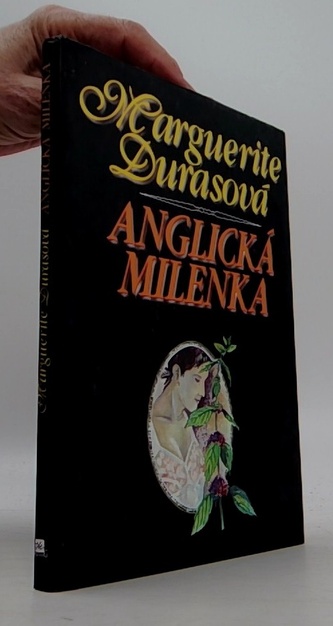 Marguerite
Durasová
ANGLICKÁ
MILENKA
Marguerite Durasová ANGLICKÁ MILENKA